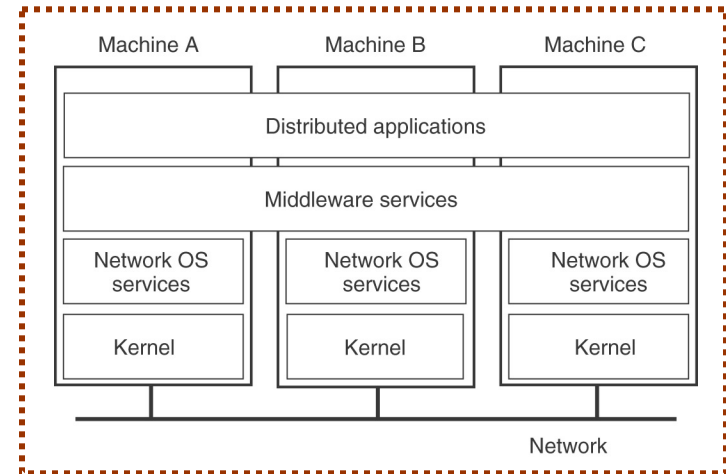 Machine A
Machine B
Machine C
Distributed applications
Middleware services
Network OS
services
Network OS
services
Network OS
services
Kernel
Kernel
Kernel
Network